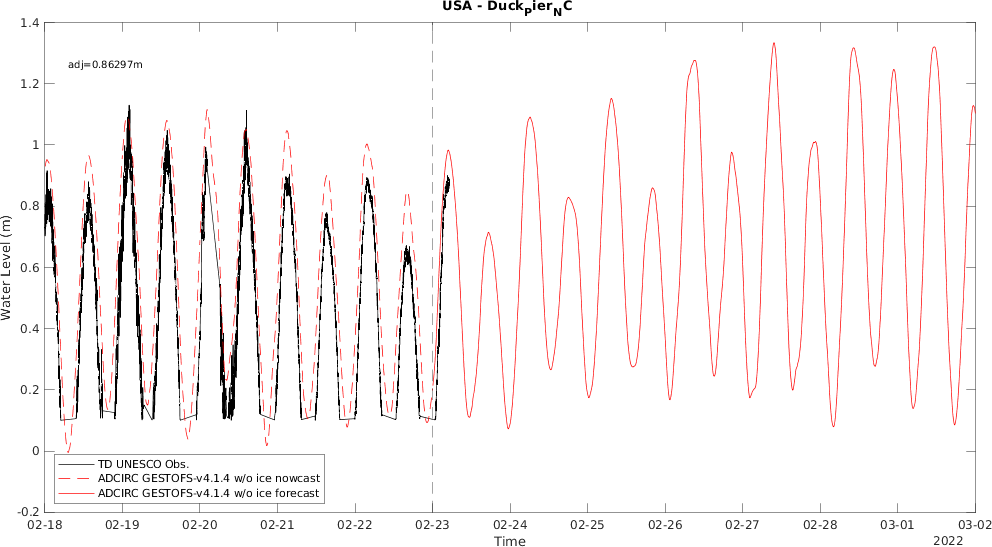 USA - Duck_Pier_NC
adj=0.86297m
Water Level (m)
1.4
1.2
1
0.8
0.6
0.4
0.2
0
-0.2
TD UNESCO Obs.
ADCIRC GESTOFS-v4.1.4 w/o ice nowcast
ADCIRC GESTOFS-v4.1.4 w/o ice forecast
02-18 02-19 02-20 02-21 02-22 02-23 02-24 02-25 02-26 02-27 02-28 03-01 03-02
Time
2022